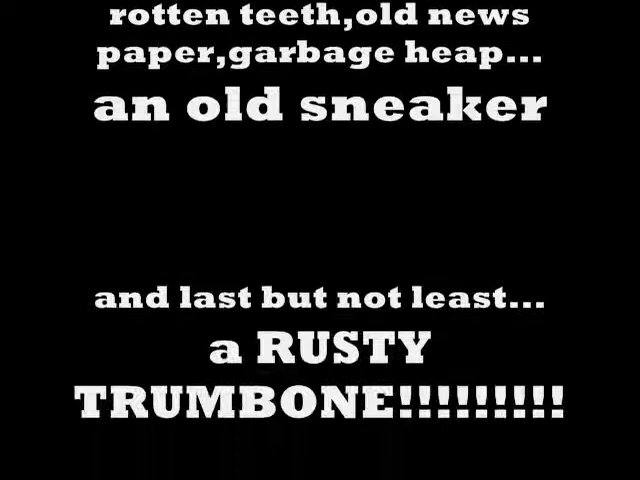 rotten teeth,old news
paper,garbage heap...
an old sneaker
and last but not least...
a RUSTY
TRUMBONE!!!!!!!!!